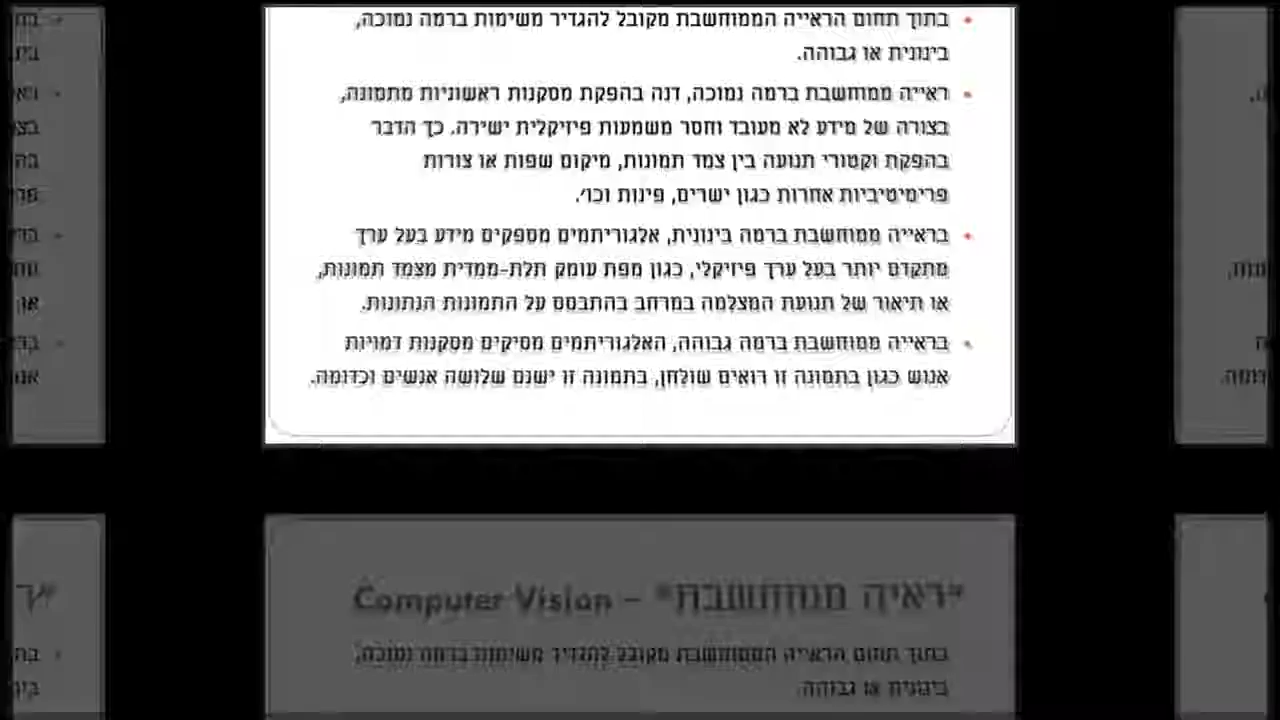 בתוך תחום הראייה הממוחשבת מקובל להגדיר משימות ברמה נמוכה,
בינונית או גבוהה.
ראייה ממוחשבת ברמה נמוכה, דנה בהפקת מסקנות ראשוניות מתמונה,
בצורה של מידע לא מעובד וחסר משמעות פיזיקלית ישירה. כך הדבר
בהפקת וקטורי תנועה בין צמד תמונות, מיקום שפות או צורות
פרימיטיביות אחרות כגון ישרים, פינות וכו׳.
בראייה ממוחשבת ברמה בינונית, אלגוריתמים מספקים מידע בעל ערך
מתקדם יותר בעל ערך פיזיקלי, כגון מפת עומק תלת-ממדית מצמד תמונות,
או תיאור של תנועת המצלמה במרחב בהתבסס על התמונות הנתונות.
בראייה ממוחשבת ברמה גבוהה, האלגוריתמים מסיקים מסקנות דמויות
אנוש כגון בתמונה זו רואים שולחן, בתמונה זו ישנם שלושה אנשים וכדומה.
"ראיה ממוחשבת" – Computer Vision
בתוך תחום הראייה הממוחשבת מקובל להגדיר משימות ברמה נמוכה,
בינונית או גבוהה.